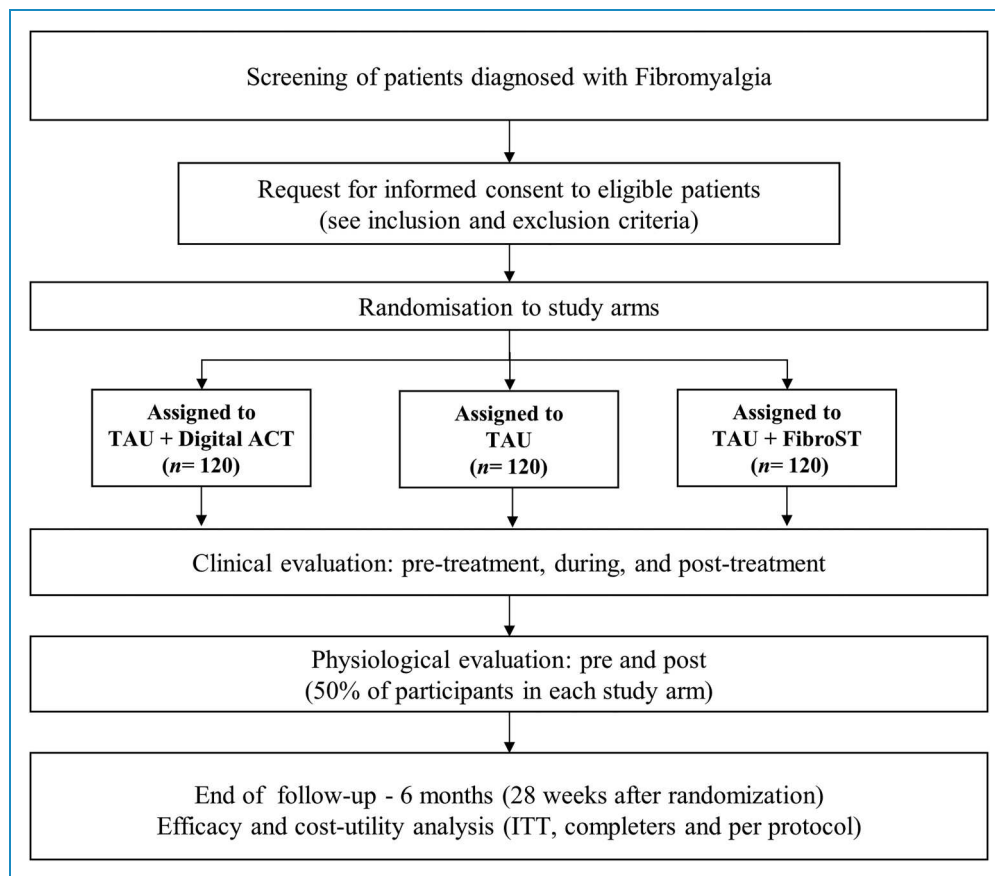 Screening of patients diagnosed with Fibromyalgia
Request for informed consent to eligible patients
(see inclusion and exclusion criteria)
Randomisation to study arms
Assigned to
TAU + Digital ACT
(n= 120)
Assigned to
TAU
(n= 120)
Assigned to
TAU + FibroST
(n= 120)
Clinical evaluation: pre-treatment, during, and post-treatment
Physiological evaluation: pre and post
(50% of participants in each study arm)
End of follow-up - 6 months (28 weeks after randomization)
Efficacy and cost-utility analysis (ITT, completers and per protocol)